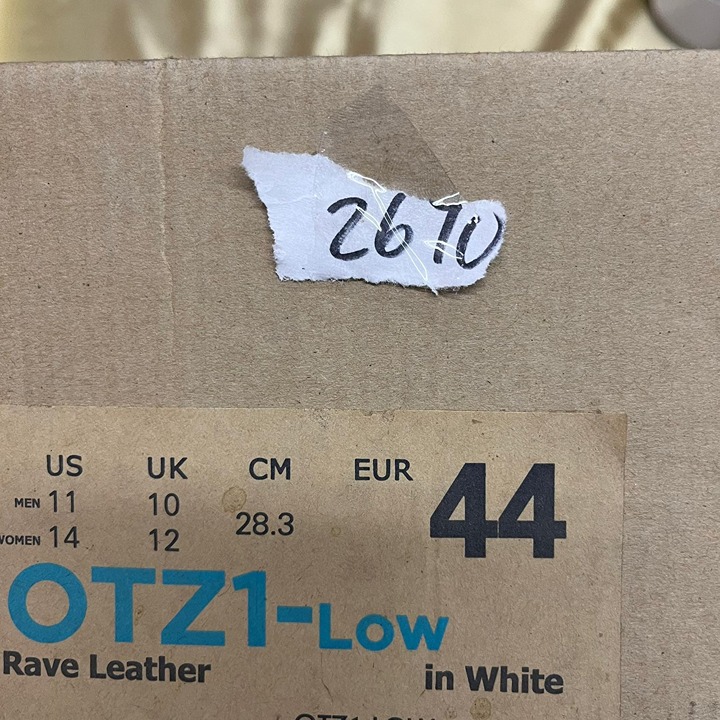 2670
US UK CM EUR 44
MEN 11 10 28.3
WOMEN 14 12
OTZ1-Low
Rave Leather in White